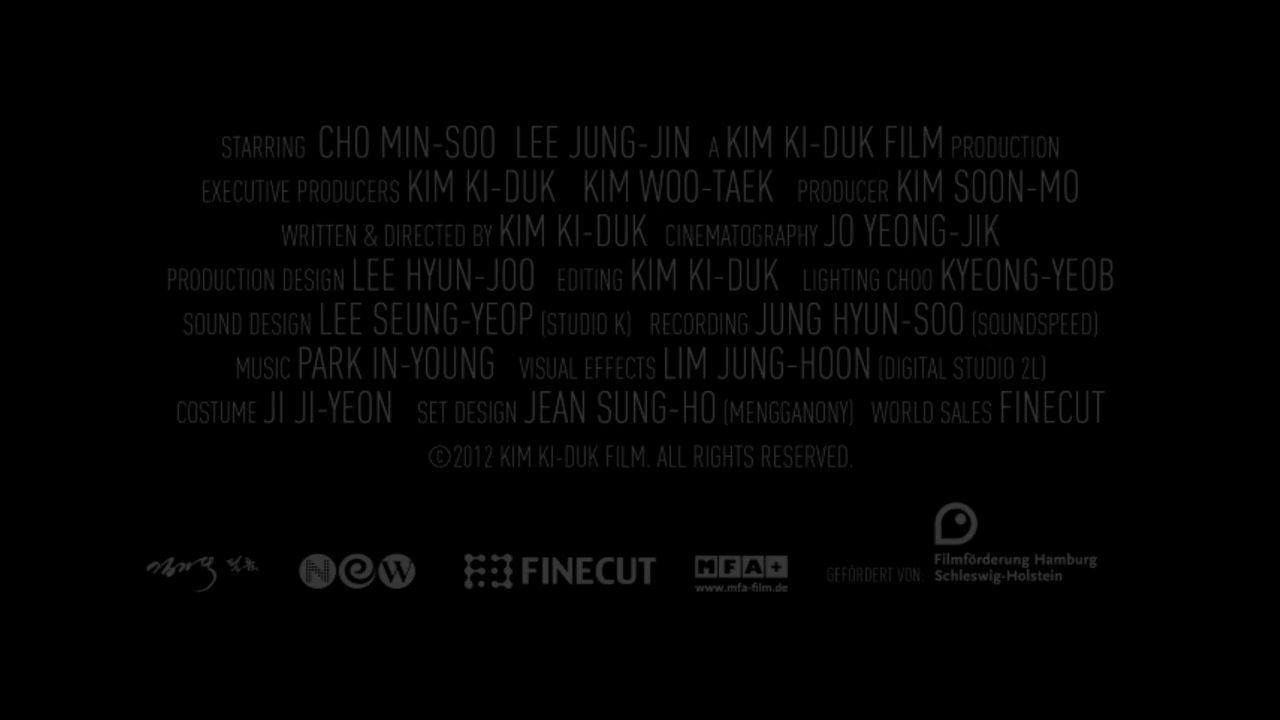 STARRING CHO MIN-SOO LEE JUNG-JIN A KIM KI-DUK FILM PRODUCTION
EXECUTIVE PRODUCERS KIM KI-DUK KIM WOO-TAEK PRODUCER KIM SOON-MO
WRITTEN & DIRECTED BY KIM KI-DUK CINEMATOGRAPHY JO YEONG-JIK
PRODUCTION DESIGN LEE HYUN-JOO EDITING KIM KI-DUK LIGHTING CHOO KYEONG-YEOB
SOUND DESIGN LEE SEUNG-YEOP (STUDIO K) RECORDING JUNG HYUN-SOO (SOUNDSPEED)
MUSIC PARK IN-YOUNG VISUAL EFFECTS LIM JUNG-HOON (DIGITAL STUDIO 2L)
COSTUME JI JI-YEON SET DESIGN JEAN SUNG-HO (MENGGANONY) WORLD SALES FINECUT
©2012 KIM KI-DUK FILM. ALL RIGHTS RESERVED.
NEW
FINECUT
MFA+
www.mfa-film.de
GEFÖRDERT VON:
Filmförderung Hamburg
Schleswig-Holstein